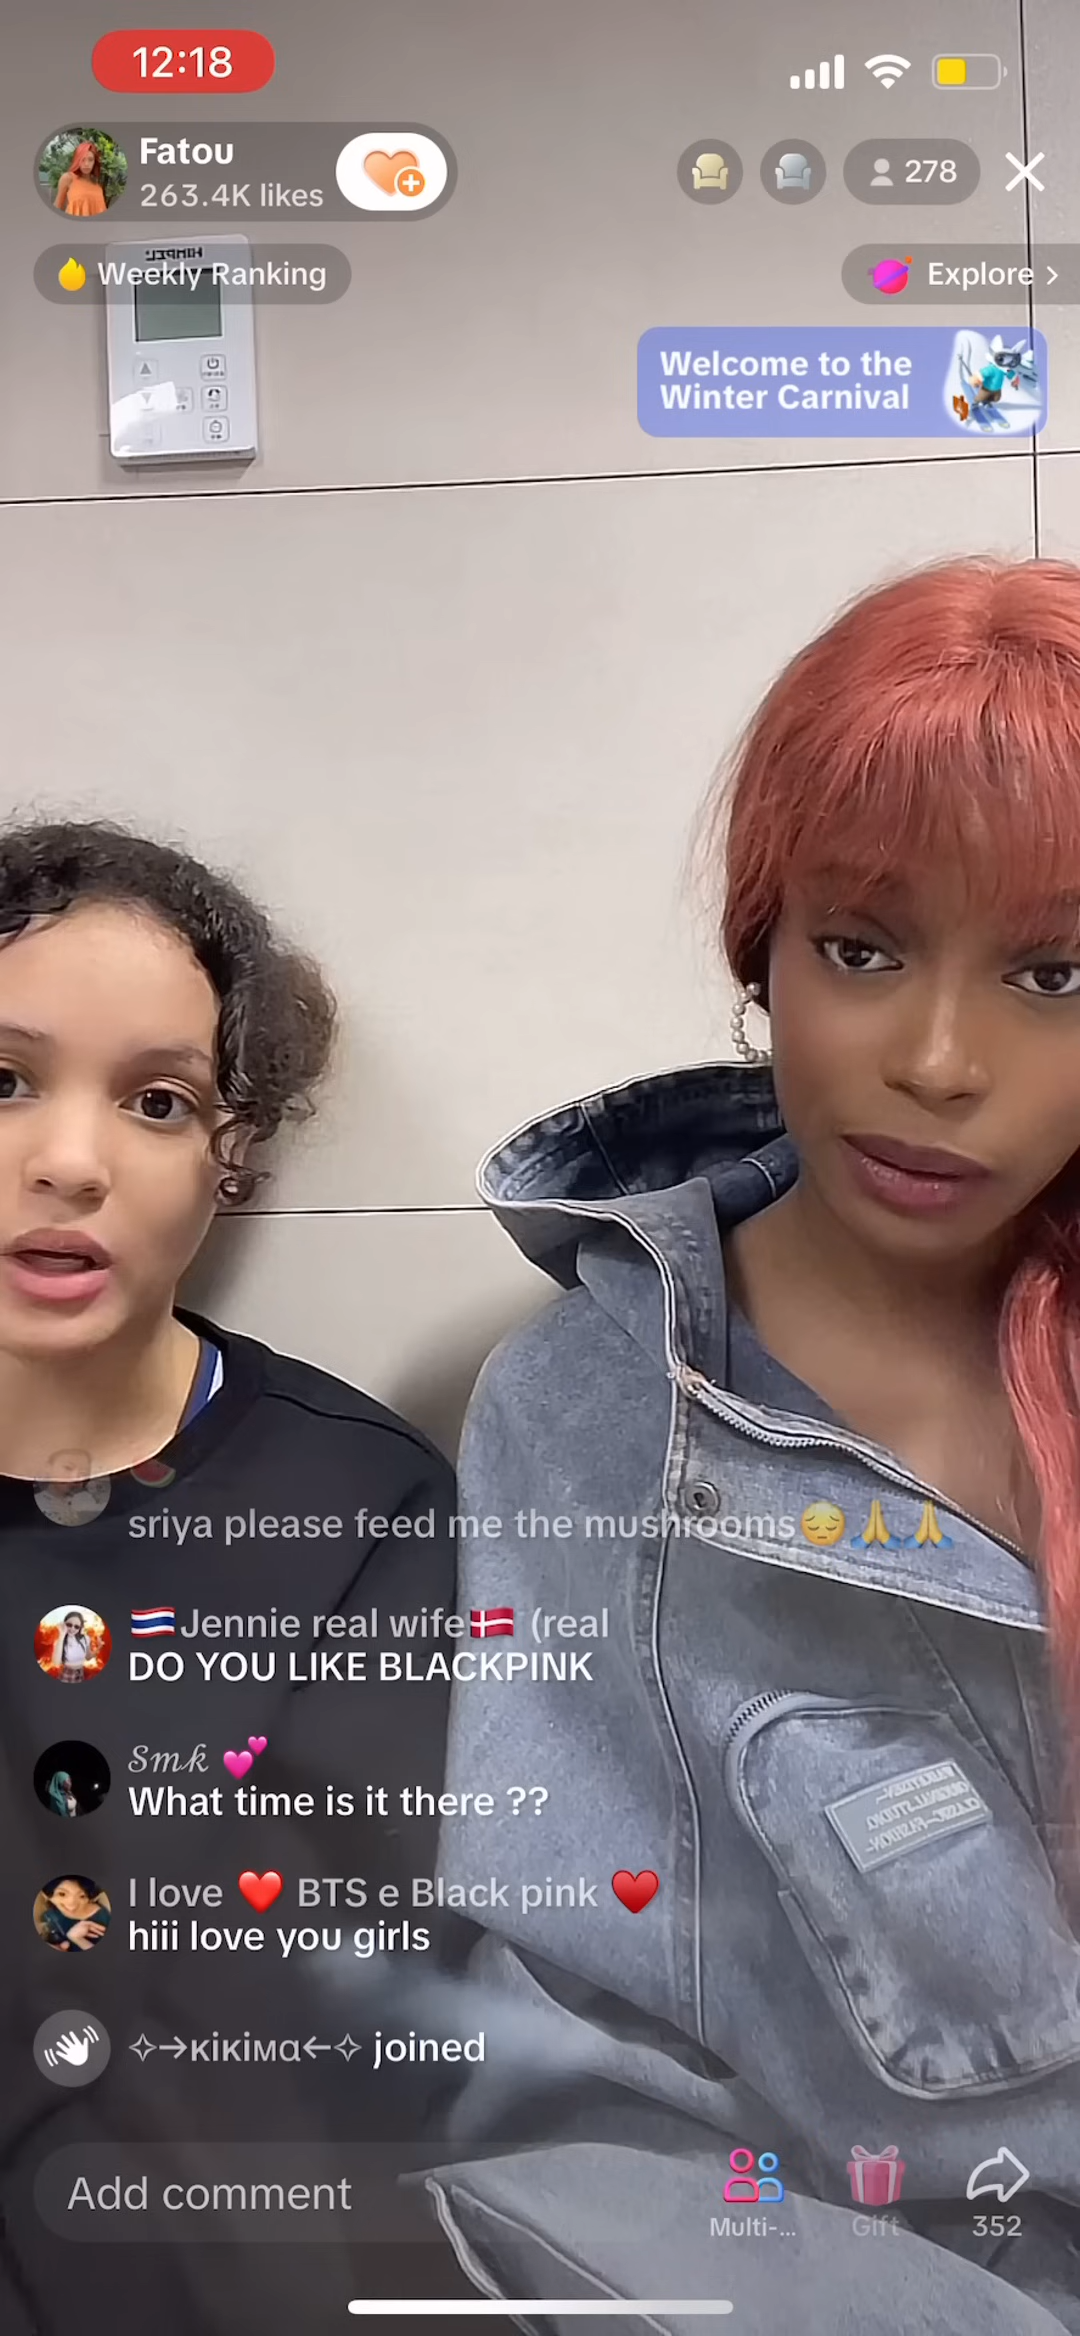 12:18
Fatou
263.4K likes
278
Weekly Ranking
Explore >
Welcome to the
Winter Carnival
sriya please feed me the mushrooms😔🙏🙏
🇹🇭Jennie real wife🇩🇰 (real
DO YOU LIKE BLACKPINK
𝓢𝓶𝓴 💕
What time is it there ??
I love ❤️ BTS e Black pink ♥️
hiii love you girls
✧→ĸiĸiмα←✧ joined
Add comment
Multi-...
Gift
352